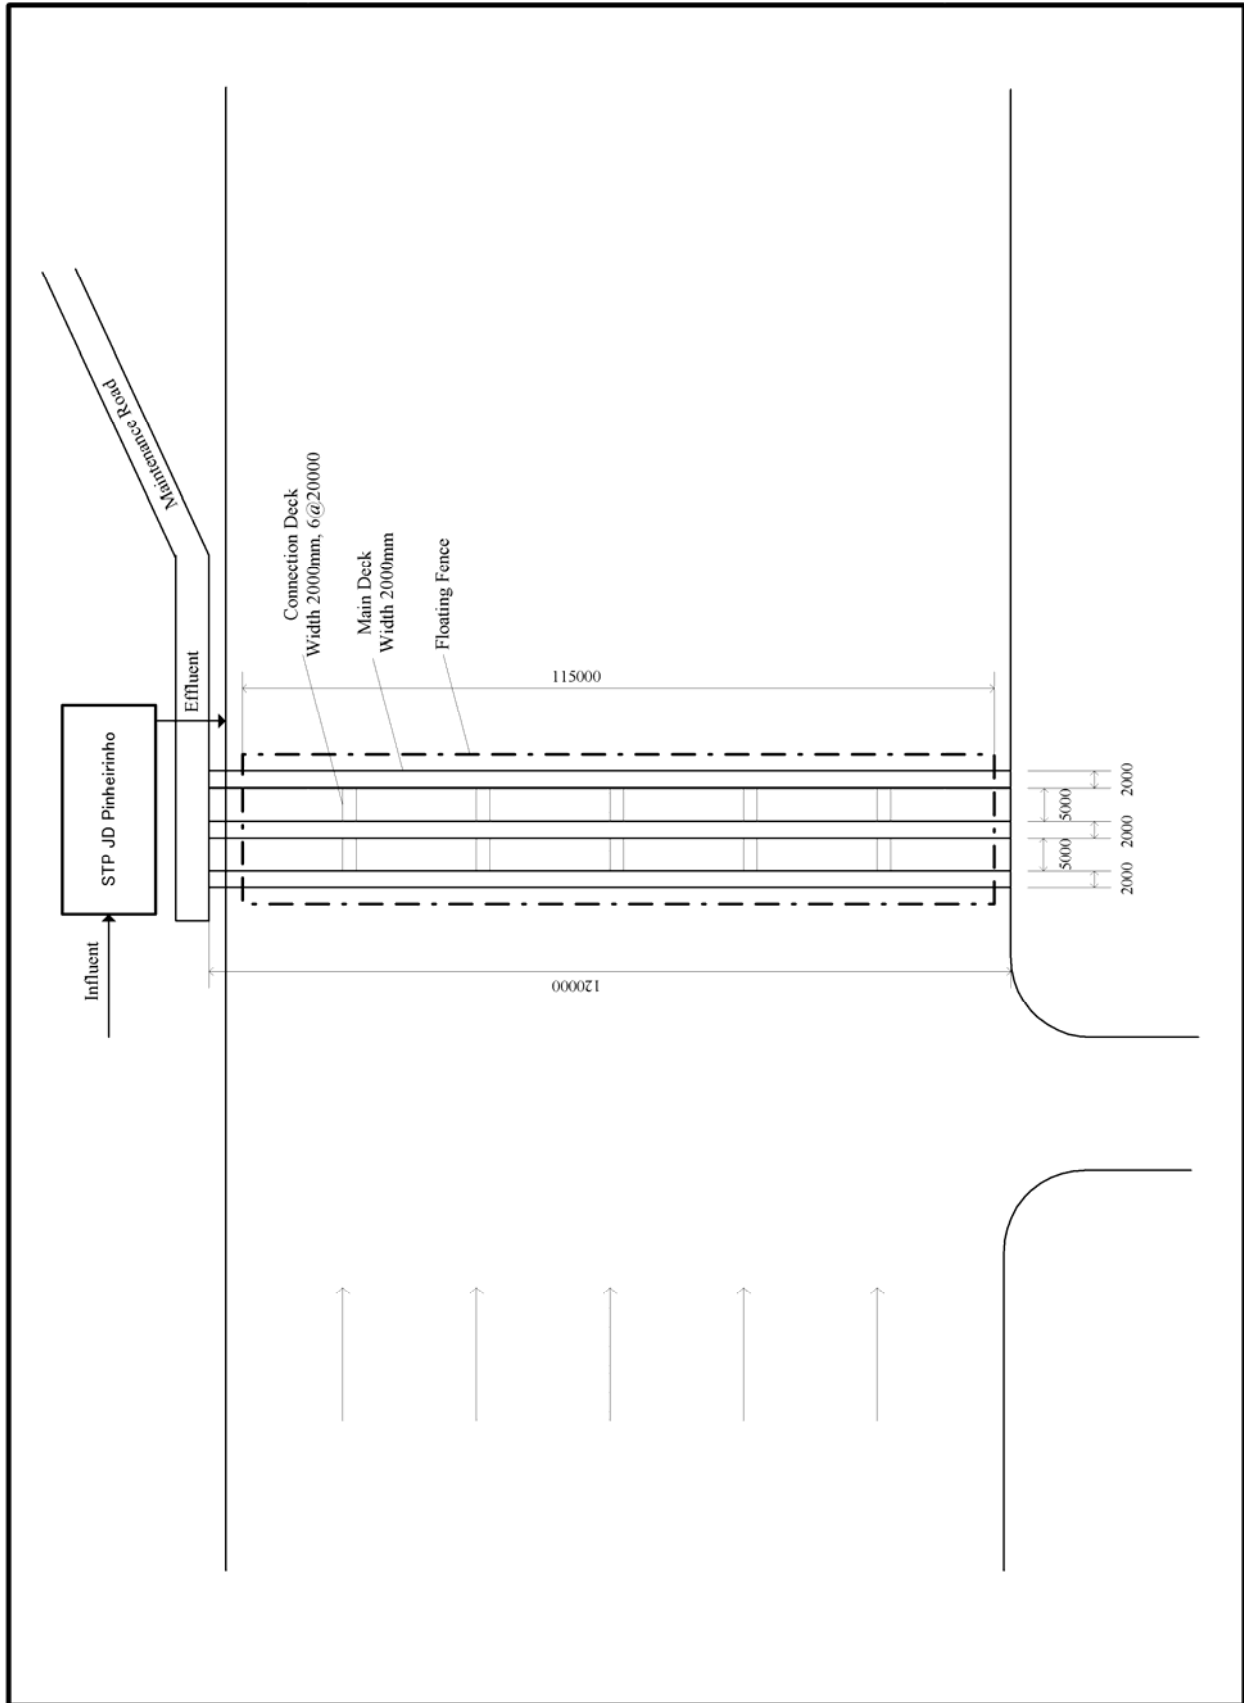 STP JD Pinheirinho
Influent
Effluent
Maintenance Road
Connection Deck
Width 2000mm, 6@20000
Main Deck
Width 2000mm
Floating Fence
115000
120000
2000
5000
2000
5000
2000